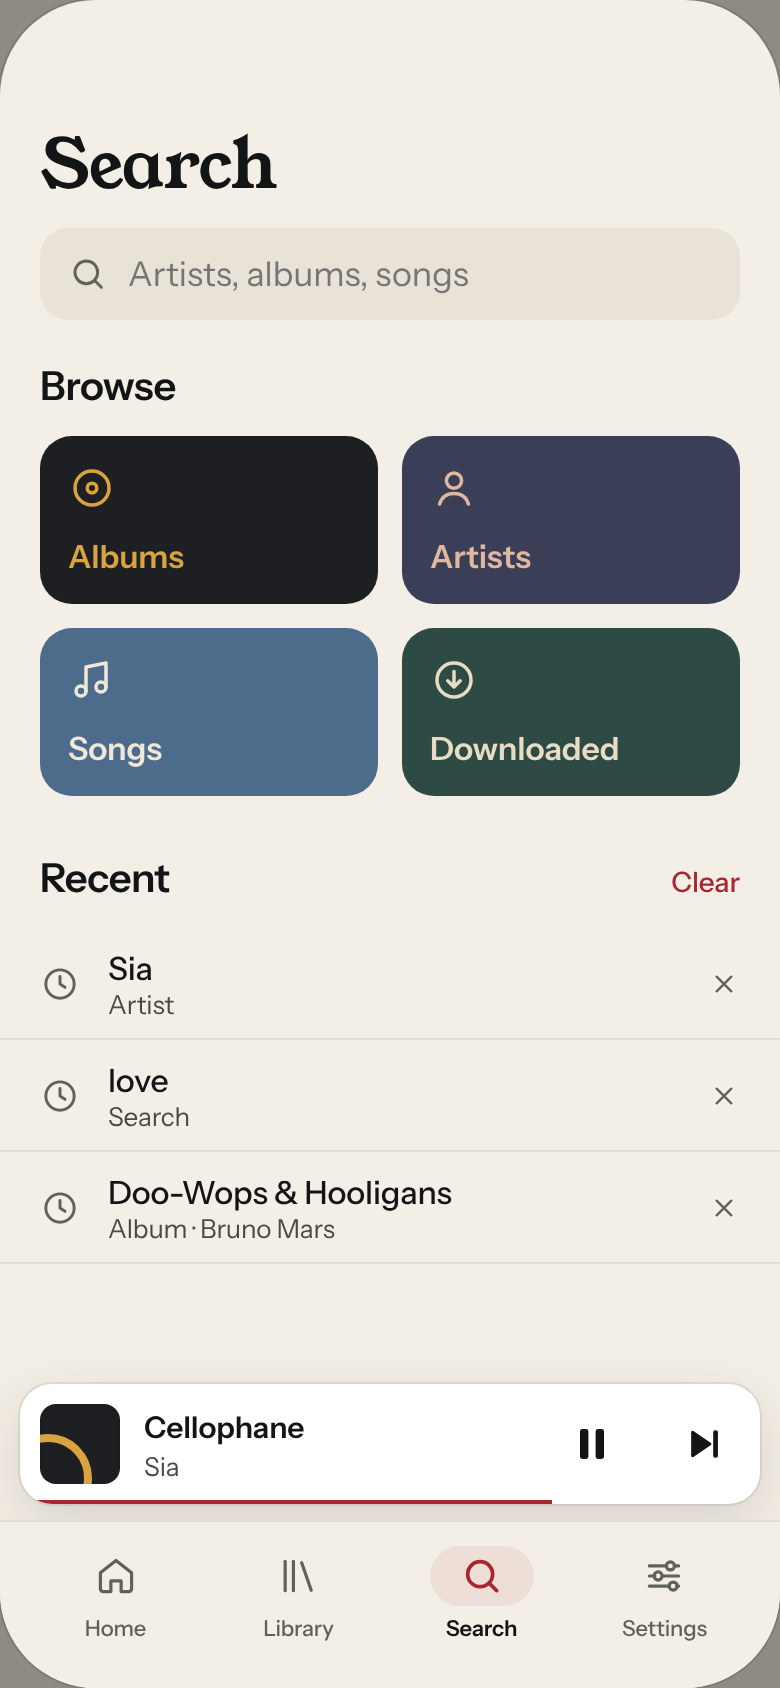 Search
Artists, albums, songs
Browse
Albums
Artists
Songs
Downloaded
Recent
Clear
Sia
Artist
love
Search
Doo-Wops & Hooligans
Album · Bruno Mars
Cellophane
Sia
Home
Library
Search
Settings